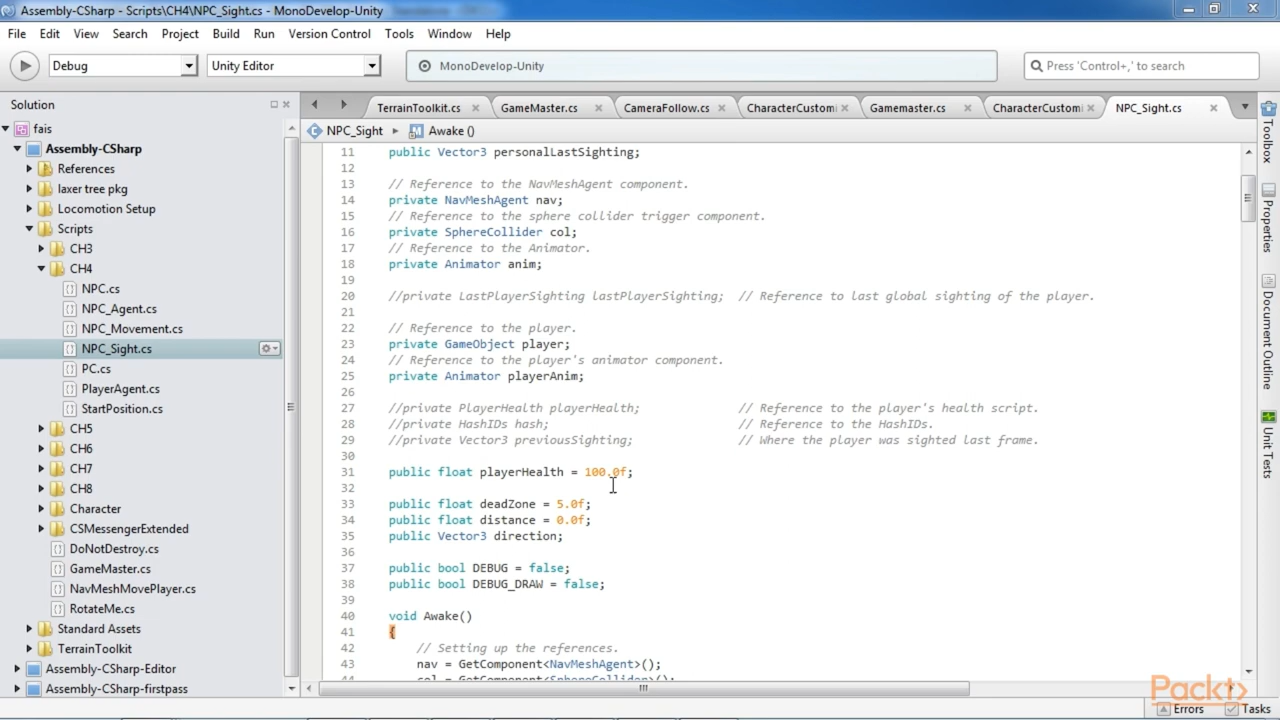 Assembly-CSharp - Scripts\CH4\NPC_Sight.cs - MonoDevelop-Unity
File Edit View Search Project Build Run Version Control Tools Window Help
Debug Unity Editor MonoDevelop-Unity Press 'Control+,' to search
Solution
TerrainToolkit.cs GameMaster.cs CameraFollow.cs CharacterCustomi Gamemaster.cs CharacterCustomi NPC_Sight.cs
NPC_Sight Awake ()
fais
Assembly-CSharp
References
laxer tree pkg
Locomotion Setup
Scripts
CH3
CH4
NPC.cs
NPC_Agent.cs
NPC_Movement.cs
NPC_Sight.cs
PC.cs
PlayerAgent.cs
StartPosition.cs
CH5
CH6
CH7
CH8
Character
CSMessengerExtended
DoNotDestroy.cs
GameMaster.cs
NavMeshMovePlayer.cs
RotateMe.cs
Standard Assets
TerrainToolkit
Assembly-CSharp-Editor
Assembly-CSharp-firstpass
11 public Vector3 personalLastSighting;
12
13 // Reference to the NavMeshAgent component.
14 private NavMeshAgent nav;
15 // Reference to the sphere collider trigger component.
16 private SphereCollider col;
17 // Reference to the Animator.
18 private Animator anim;
19
20 //private LastPlayerSighting lastPlayerSighting; // Reference to last global sighting of the player.
21
22 // Reference to the player.
23 private GameObject player;
24 // Reference to the player's animator component.
25 private Animator playerAnim;
26
27 //private PlayerHealth playerHealth; // Reference to the player's health script.
28 //private HashIDs hash; // Reference to the HashIDs.
29 //private Vector3 previousSighting; // Where the player was sighted last frame.
30
31 public float playerHealth = 100.0f;
32
33 public float deadZone = 5.0f;
34 public float distance = 0.0f;
35 public Vector3 direction;
36
37 public bool DEBUG = false;
38 public bool DEBUG_DRAW = false;
39
40 void Awake()
41 {
42 // Setting up the references.
43 nav = GetComponent<NavMeshAgent>();
44 col = GetComponent<SphereCollider>();
Toolbox
Properties
Document Outline
Unit Tests
Packt>
Errors Tasks